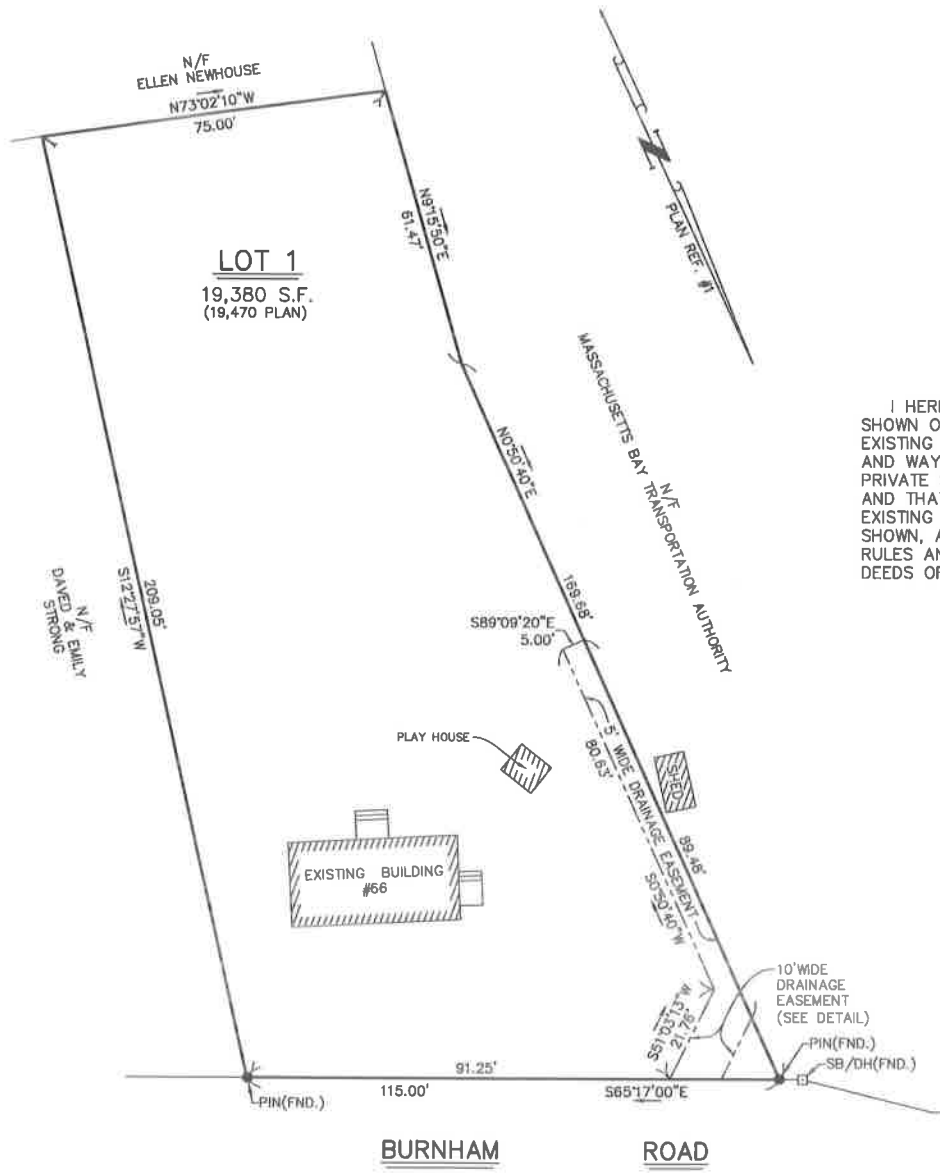 N/F
ELLEN NEWHOUSE
N73°02'10"W
75.00'
N9°15'50"E
61.47'
PLAN REF. #1
LOT 1
19,380 S.F.
(19,470 PLAN)
MASSACHUSETTS BAY TRANSPORTATION AUTHORITY
N/F
I HERE
SHOWN O
EXISTING
AND WAY
PRIVATE
AND THAT
EXISTING
SHOWN, A
RULES AN
DEEDS OF
N0°50'40"E
169.68'
209.05'
S12°27'57"W
N/F
DAVED & EMILY
STRONG
S89°09'20"E
5.00'
PLAY HOUSE
5' WIDE DRAINAGE EASEMENT
80.63'
S0°50'40"W
SHED
89.48'
EXISTING BUILDING
#66
10'WIDE
DRAINAGE
EASEMENT
(SEE DETAIL)
S51°03'13"W
21.76'
PIN(FND.)
SB/DH(FND.)
91.25'
115.00'
S65°17'00"E
PIN(FND.)
BURNHAM ROAD